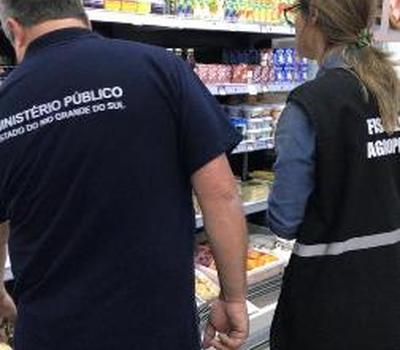 MINISTÉRIO PÚBLICO
ESTADO DO RIO GRANDE DO SUL